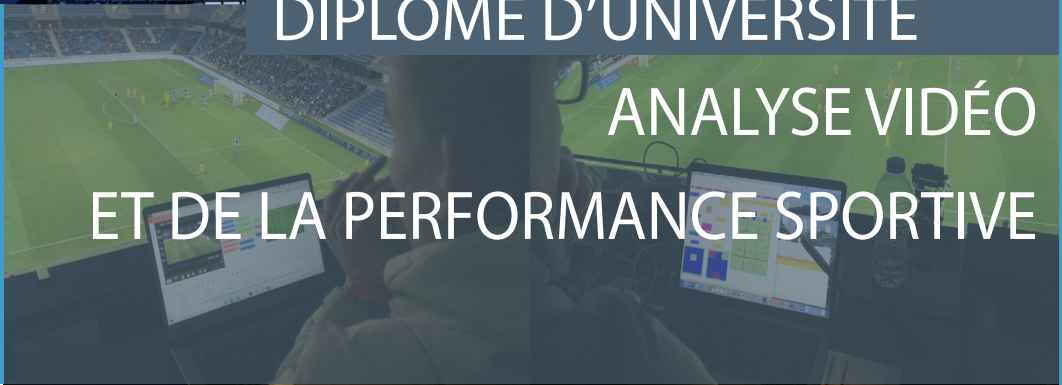 DIPLOME D'UNIVERSITE
ANALYSE VIDÉO
ET DE LA PERFORMANCE SPORTIVE